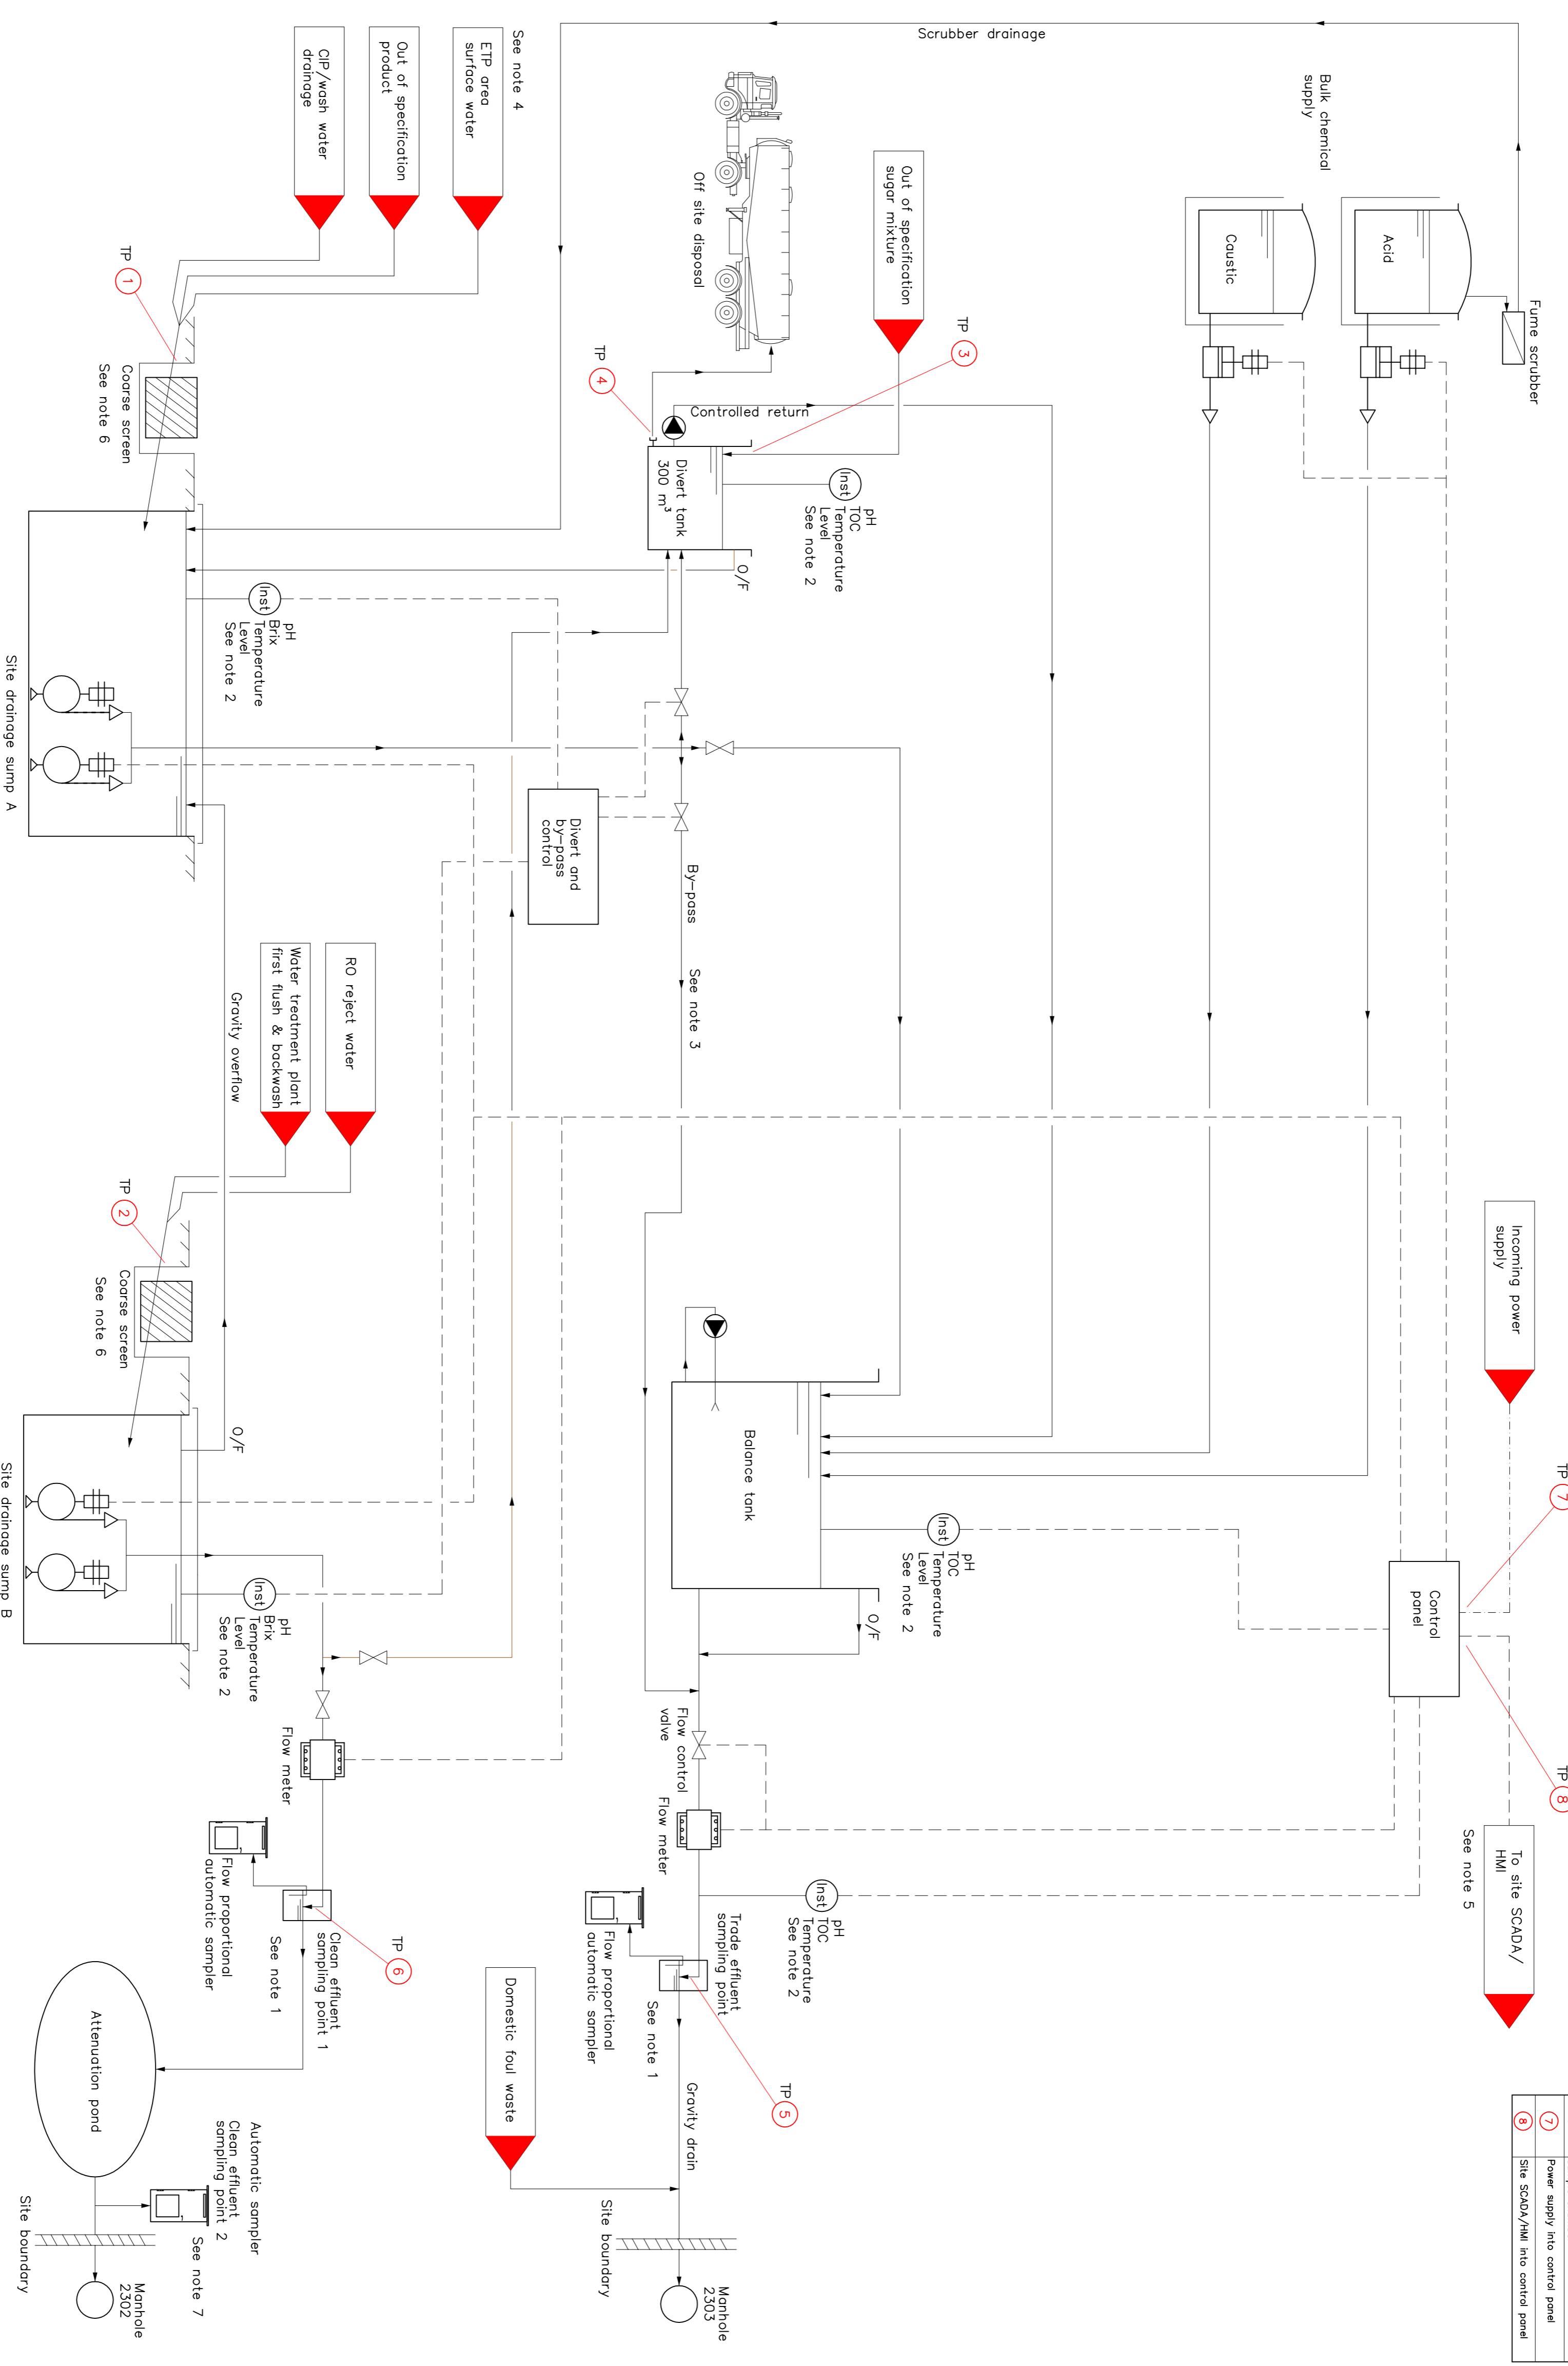 Scrubber drainage
Fume scrubber
Bulk chemical
supply
Acid
Caustic
See note 4
ETP area
surface water
Out of specification
product
CIP/wash water
drainage
TP 1
Coarse screen
See note 6
Off site disposal
Out of specification
sugar mixture
TP 3
TP 4
Controlled return
Divert tank
300 m³
Inst
pH
TOC
Temperature
Level
See note 2
O/F
Inst
pH
Brix
Temperature
Level
See note 2
Site drainage sump A
Divert and
by-pass
control
By-pass
See note 3
Gravity overflow
RO reject water
Water treatment plant
first flush & backwash
TP 2
Coarse screen
See note 6
O/F
Inst
pH
Brix
Temperature
Level
See note 2
Site drainage sump B
Balance tank
Inst
pH
TOC
Temperature
Level
See note 2
O/F
Incoming power
supply
TP 7
Control
panel
TP 8
To site SCADA/
HMI
See note 5
Flow control
valve
Flow meter
Inst
pH
TOC
Temperature
See note 2
Trade effluent
sampling point
Flow proportional
automatic sampler
See note 1
TP 5
Gravity drain
Domestic foul waste
Site boundary
Manhole
2303
Flow meter
Flow proportional
automatic sampler
Clean effluent
sampling point 1
See note 1
TP 6
Attenuation pond
Automatic sampler
Clean effluent
sampling point 2
See note 7
Site boundary
Manhole
2302
7 Power supply into control panel
8 Site SCADA/HMI into control panel